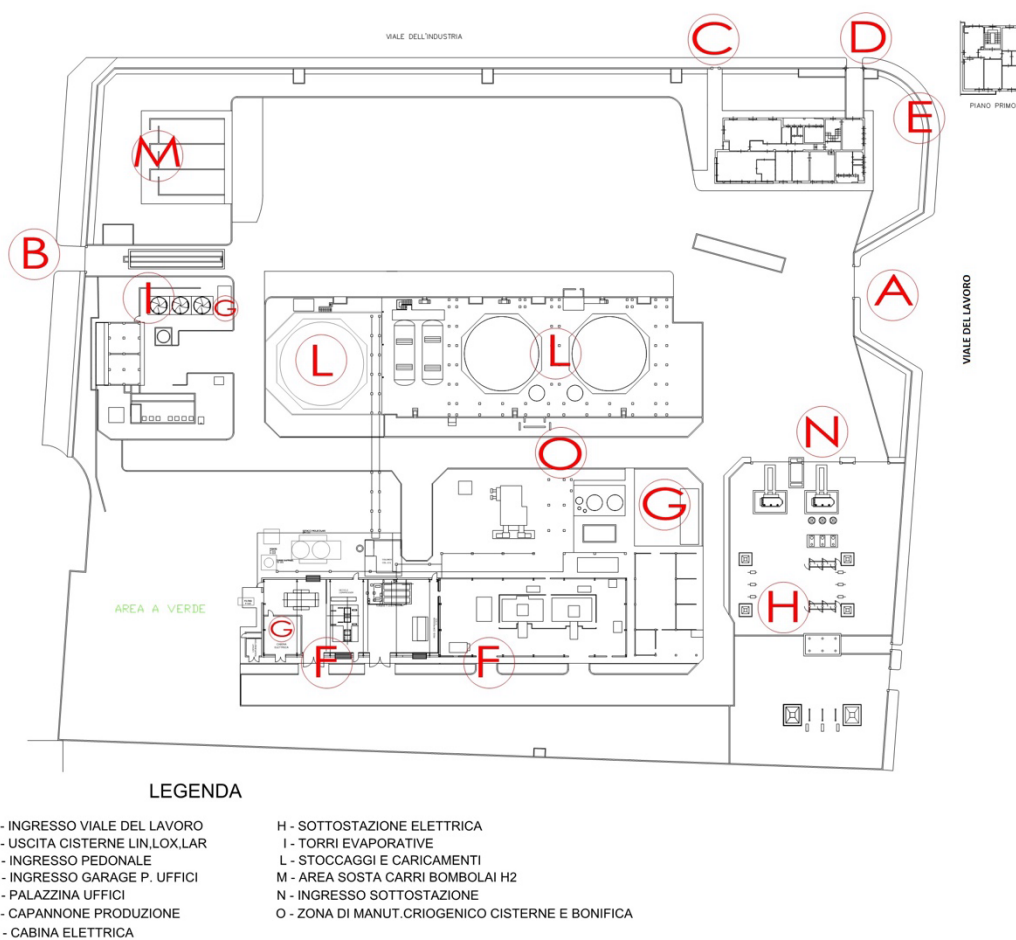 VIALE DELL'INDUSTRIA
C
D
E
PIANO PRIMO
M
B
I
G
A
VIALE DEL LAVORO
L
L
N
O
G
H
AREA A VERDE
G
F
F
LEGENDA
- INGRESSO VIALE DEL LAVORO
- USCITA CISTERNE LIN,LOX,LAR
- INGRESSO PEDONALE
- INGRESSO GARAGE P. UFFICI
- PALAZZINA UFFICI
- CAPANNONE PRODUZIONE
- CABINA ELETTRICA
H - SOTTOSTAZIONE ELETTRICA
I - TORRI EVAPORATIVE
L - STOCCAGGI E CARICAMENTI
M - AREA SOSTA CARRI BOMBOLAI H2
N - INGRESSO SOTTOSTAZIONE
O - ZONA DI MANUT.CRIOGENICO CISTERNE E BONIFICA